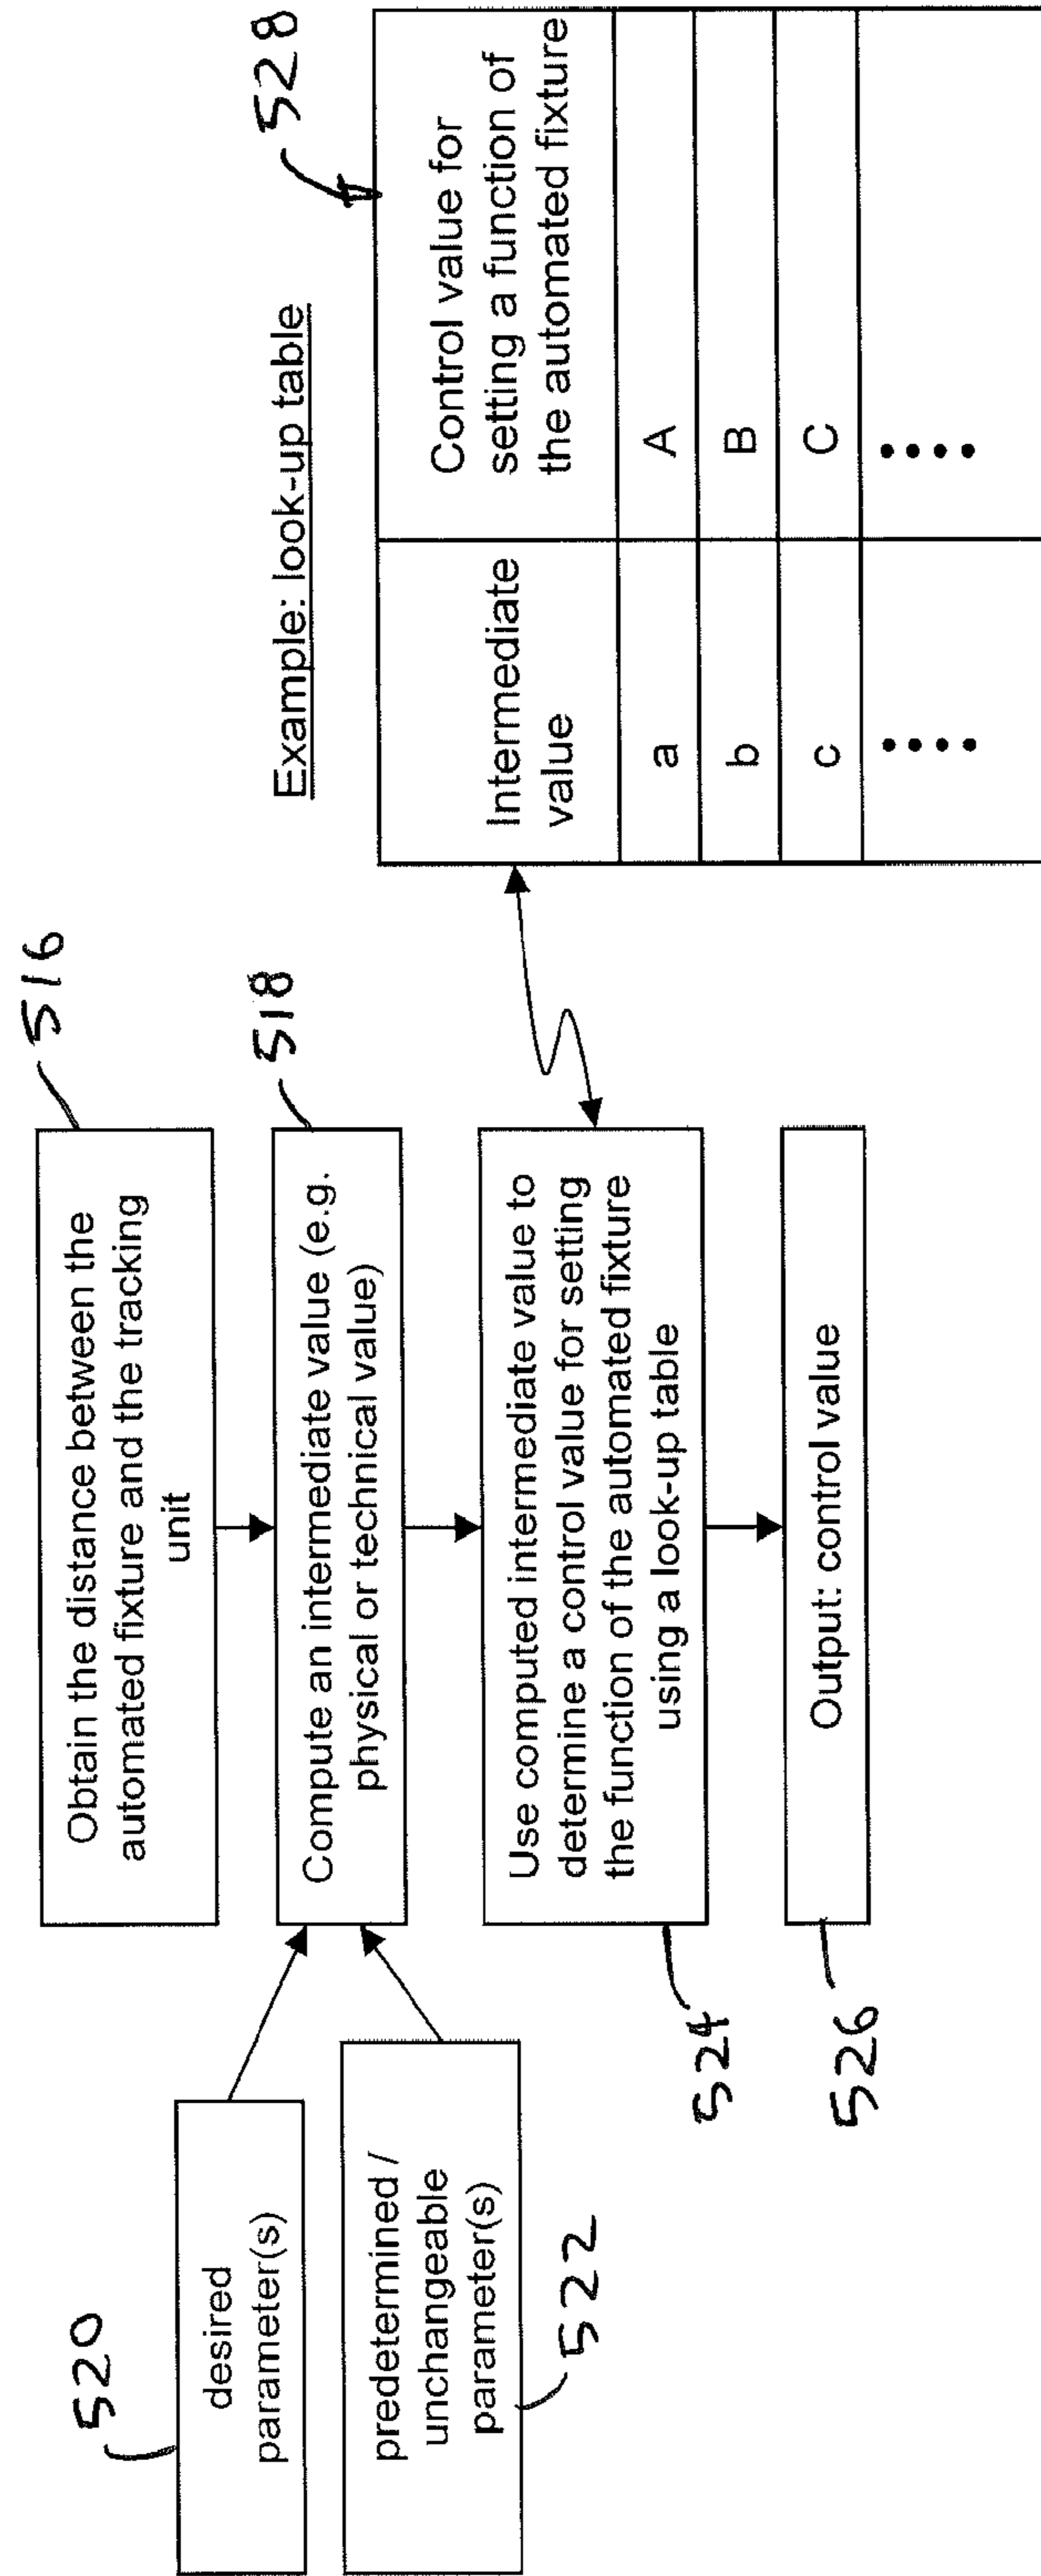 516
Obtain the distance between the
automated fixture and the tracking
unit
520
desired
parameter(s)
518
Compute an intermediate value (e.g.
physical or technical value)
predetermined /
unchangeable
parameter(s)
522
Use computed intermediate value to
determine a control value for setting
the function of the automated fixture
using a look-up table
524
Output: control value
526
Example: look-up table
528
Intermediate
value
Control value for
setting a function of
the automated fixture
a A
b B
c C
•••• ••••